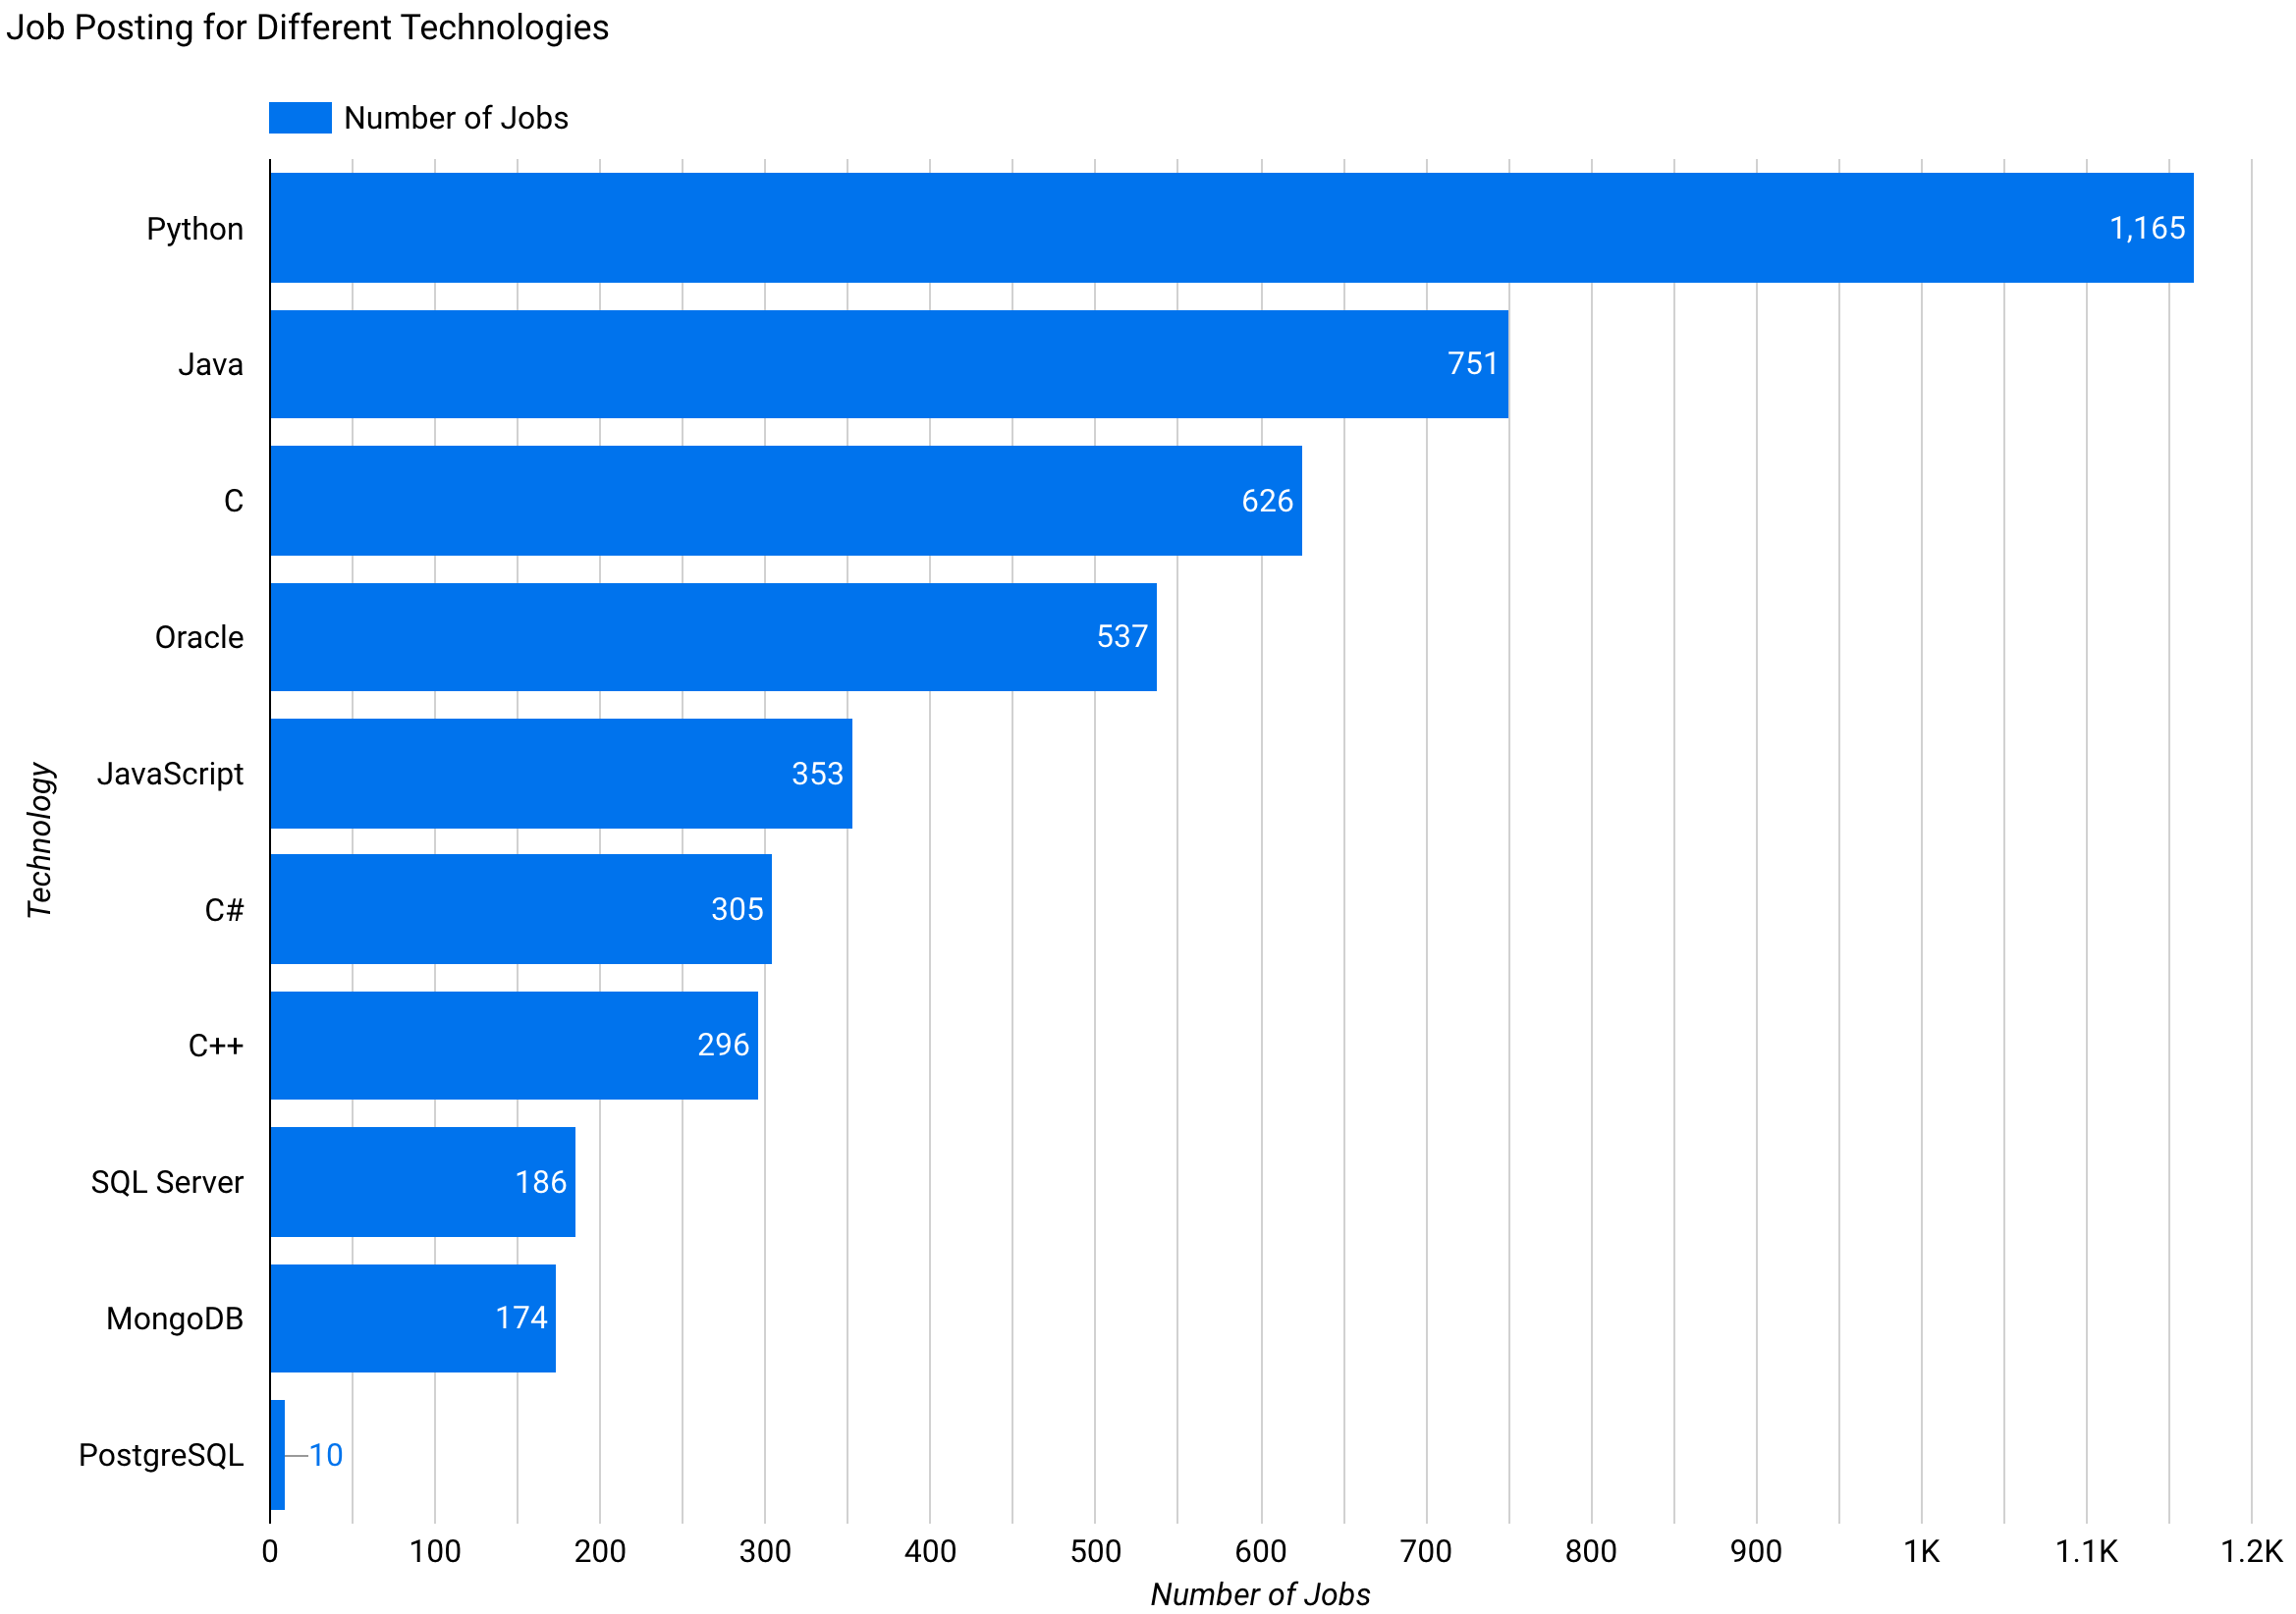 Job Posting for Different Technologies
Number of Jobs
Python 1,165
Java 751
C 626
Oracle 537
JavaScript 353
C# 305
C++ 296
SQL Server 186
MongoDB 174
PostgreSQL 10
Technology
0 100 200 300 400 500 600 700 800 900 1K 1.1K 1.2K
Number of Jobs